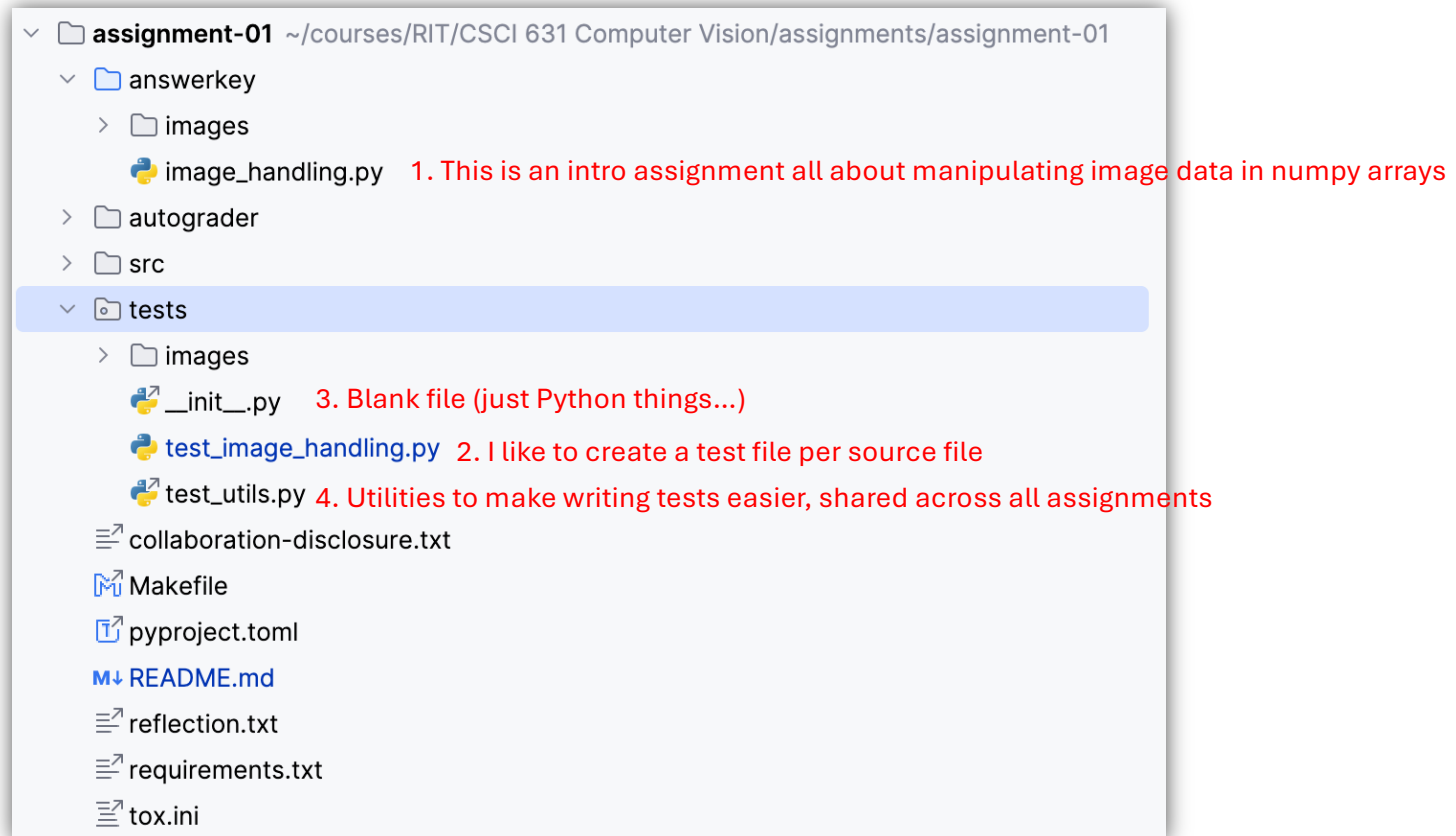 assignment-01 ~/courses/RIT/CSCI 631 Computer Vision/assignments/assignment-01
answerkey
images
image_handling.py 1. This is an intro assignment all about manipulating image data in numpy arrays
autograder
src
tests
images
__init__.py 3. Blank file (just Python things...)
test_image_handling.py 2. I like to create a test file per source file
test_utils.py 4. Utilities to make writing tests easier, shared across all assignments
collaboration-disclosure.txt
Makefile
pyproject.toml
M↓ README.md
reflection.txt
requirements.txt
tox.ini